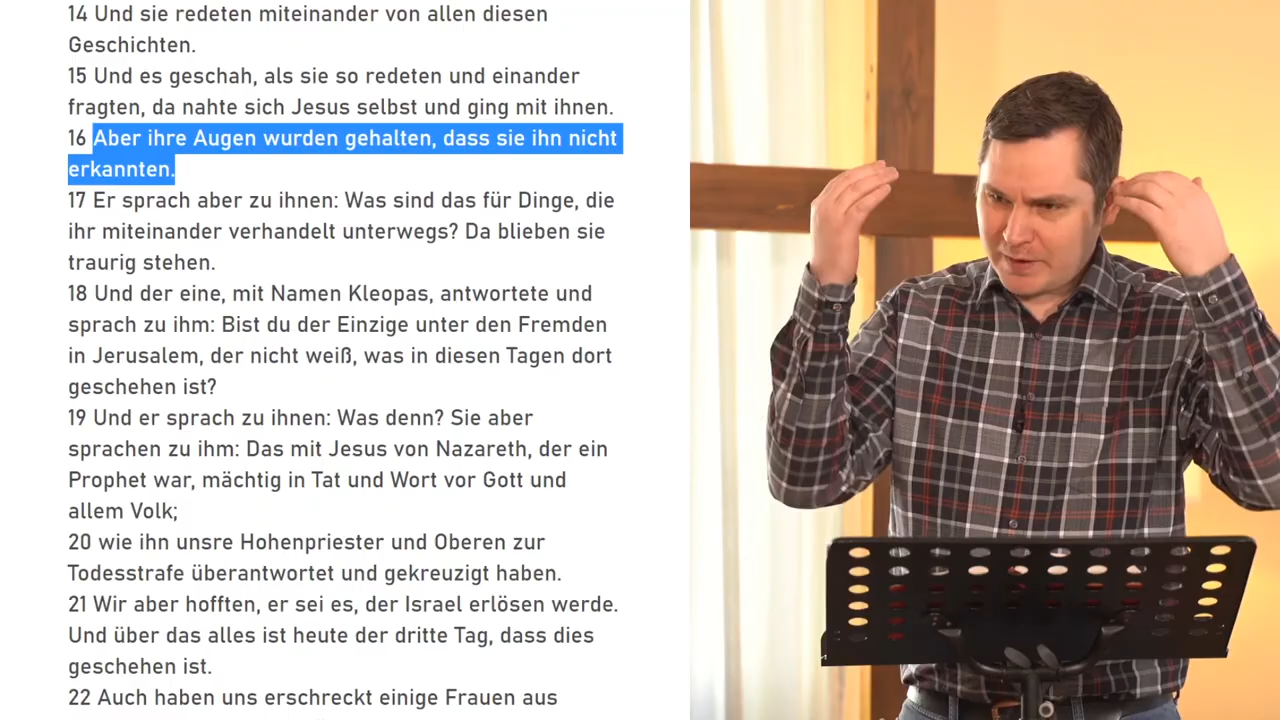 14 Und sie redeten miteinander von allen diesen
Geschichten.
15 Und es geschah, als sie so redeten und einander
fragten, da nahte sich Jesus selbst und ging mit ihnen.
16 Aber ihre Augen wurden gehalten, dass sie ihn nicht
erkannten.
17 Er sprach aber zu ihnen: Was sind das für Dinge, die
ihr miteinander verhandelt unterwegs? Da blieben sie
traurig stehen.
18 Und der eine, mit Namen Kleopas, antwortete und
sprach zu ihm: Bist du der Einzige unter den Fremden
in Jerusalem, der nicht weiß, was in diesen Tagen dort
geschehen ist?
19 Und er sprach zu ihnen: Was denn? Sie aber
sprachen zu ihm: Das mit Jesus von Nazareth, der ein
Prophet war, mächtig in Tat und Wort vor Gott und
allem Volk;
20 wie ihn unsre Hohenpriester und Oberen zur
Todesstrafe überantwortet und gekreuzigt haben.
21 Wir aber hofften, er sei es, der Israel erlösen werde.
Und über das alles ist heute der dritte Tag, dass dies
geschehen ist.
22 Auch haben uns erschreckt einige Frauen aus